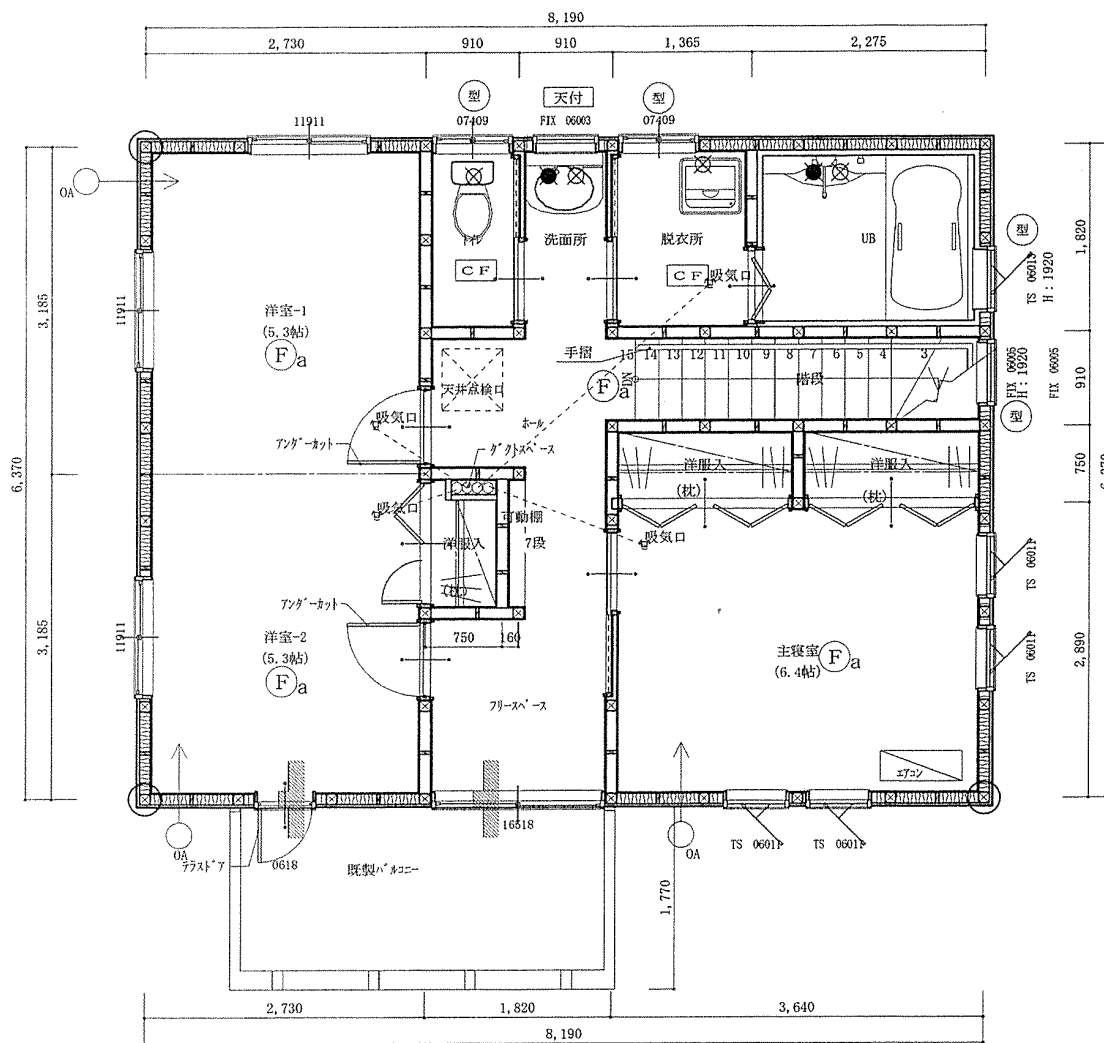 8,190
2,730
910
910
1,365
2,275
型
天付
型
11911
07409
FIX 06003
07409
OA
洗面所
脱衣所
UB
型
TS 06013
H：1920
1,820
CF
CF
吸気口
3,185
11911
洋室-1
(5.3帖)
Fa
手摺
15 14 13 12 11 10 9 8 7 6 5 4 3
DN
階段
Fa
FIX 06005
H：1920
FIX 06005
910
型
天井点検口
吸気口
ホール
アンダーカット
ダクトスペース
洋服入
洋服入
(枕)
(枕)
750
6,370
6,370
吸気口
可動棚
洋服入
7段
吸気口
(枕)
TS 06011
アンダーカット
3,185
11911
洋室-2
(5.3帖)
Fa
750
160
主寝室
(6.4帖)
Fa
TS 06011
2,890
フリースペース
エアコン
16518
OA
テラスドア
0618
既製バルコニー
OA
TS 06011
TS 06011
1,770
2,730
1,820
3,640
8,190